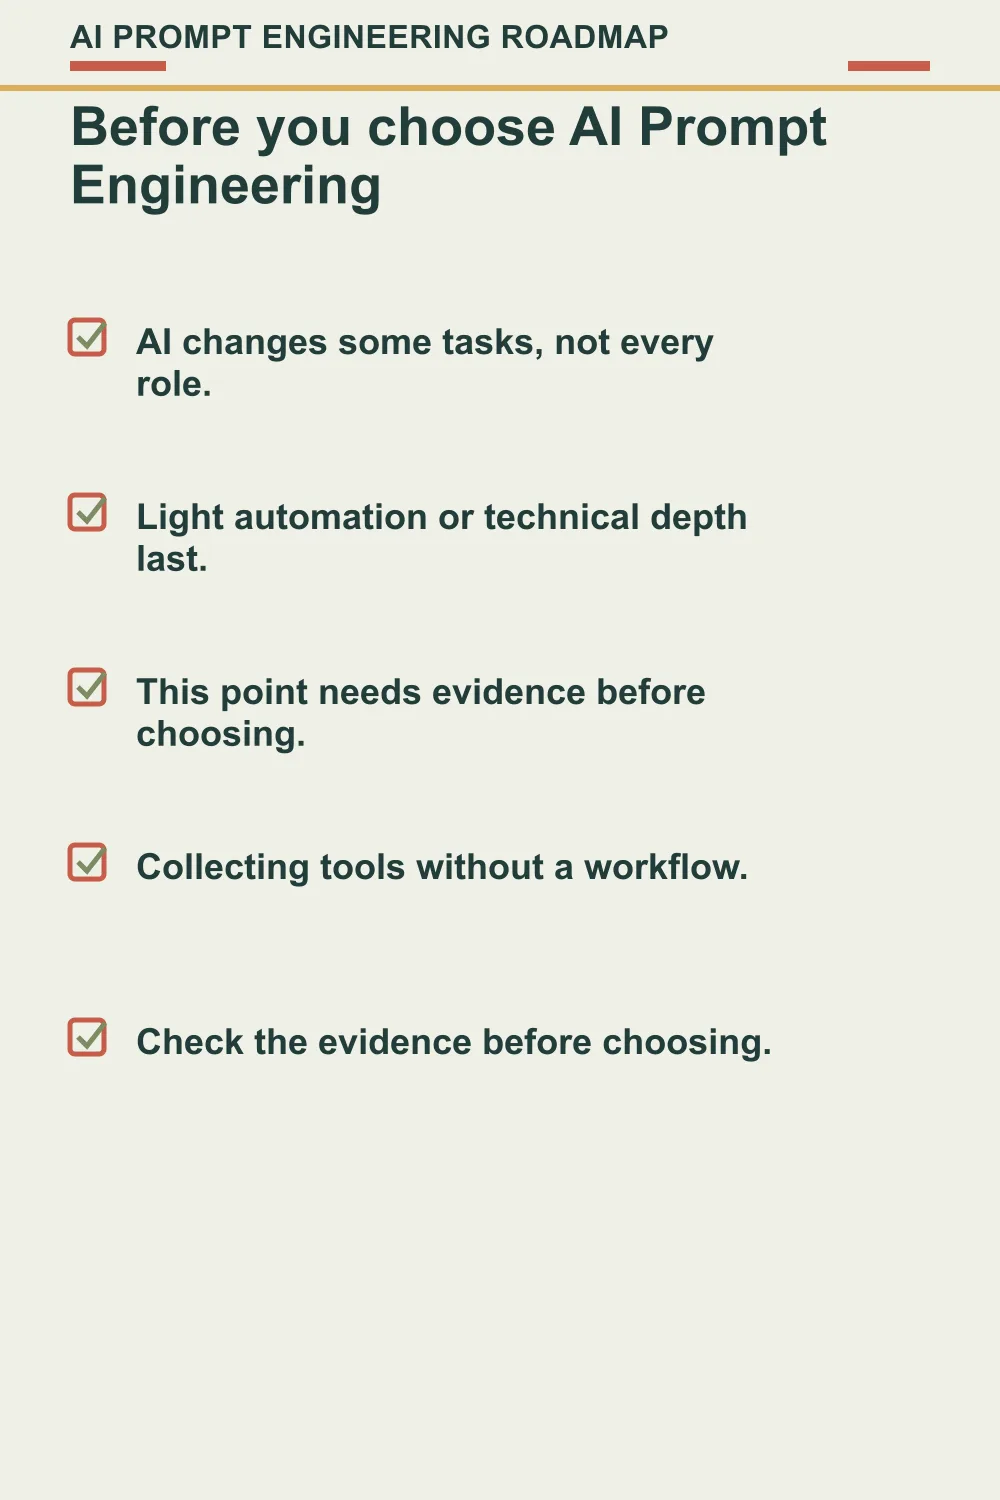 AI PROMPT ENGINEERING ROADMAP
Before you choose AI Prompt
Engineering
AI changes some tasks, not every
role.
Light automation or technical depth
last.
This point needs evidence before
choosing.
Collecting tools without a workflow.
Check the evidence before choosing.